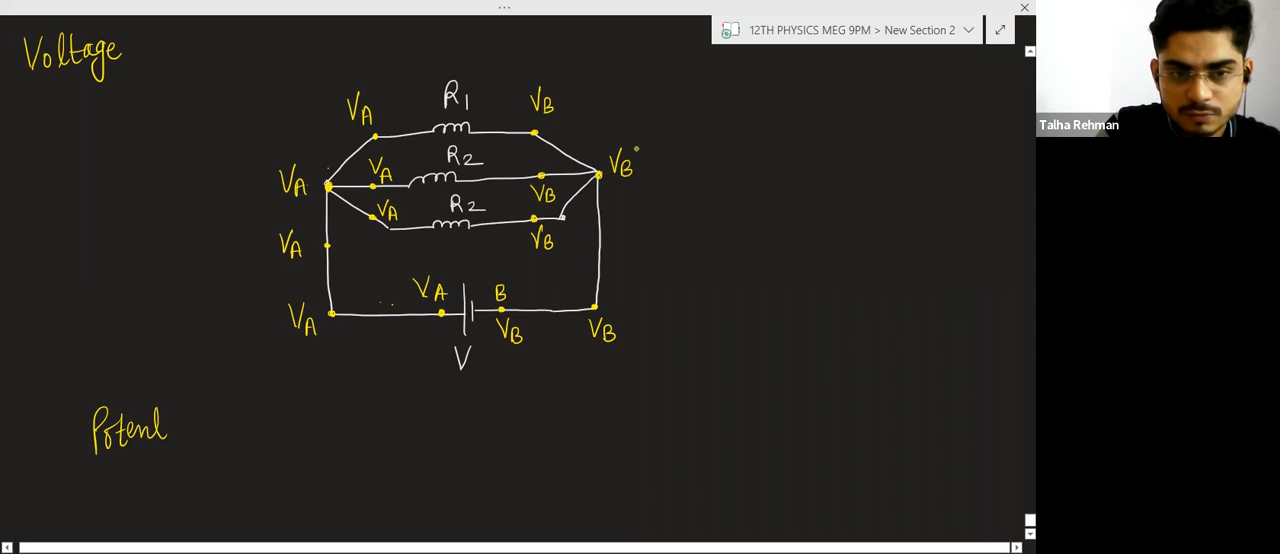 12TH PHYSICS MEG 9PM > New Section 2
Voltage
R1
VA
VB
R2
VA
VA
VB
VB
R2
VA
VB
VA
VA
B
VA
VB
VB
V
Potenl
Talha Rehman